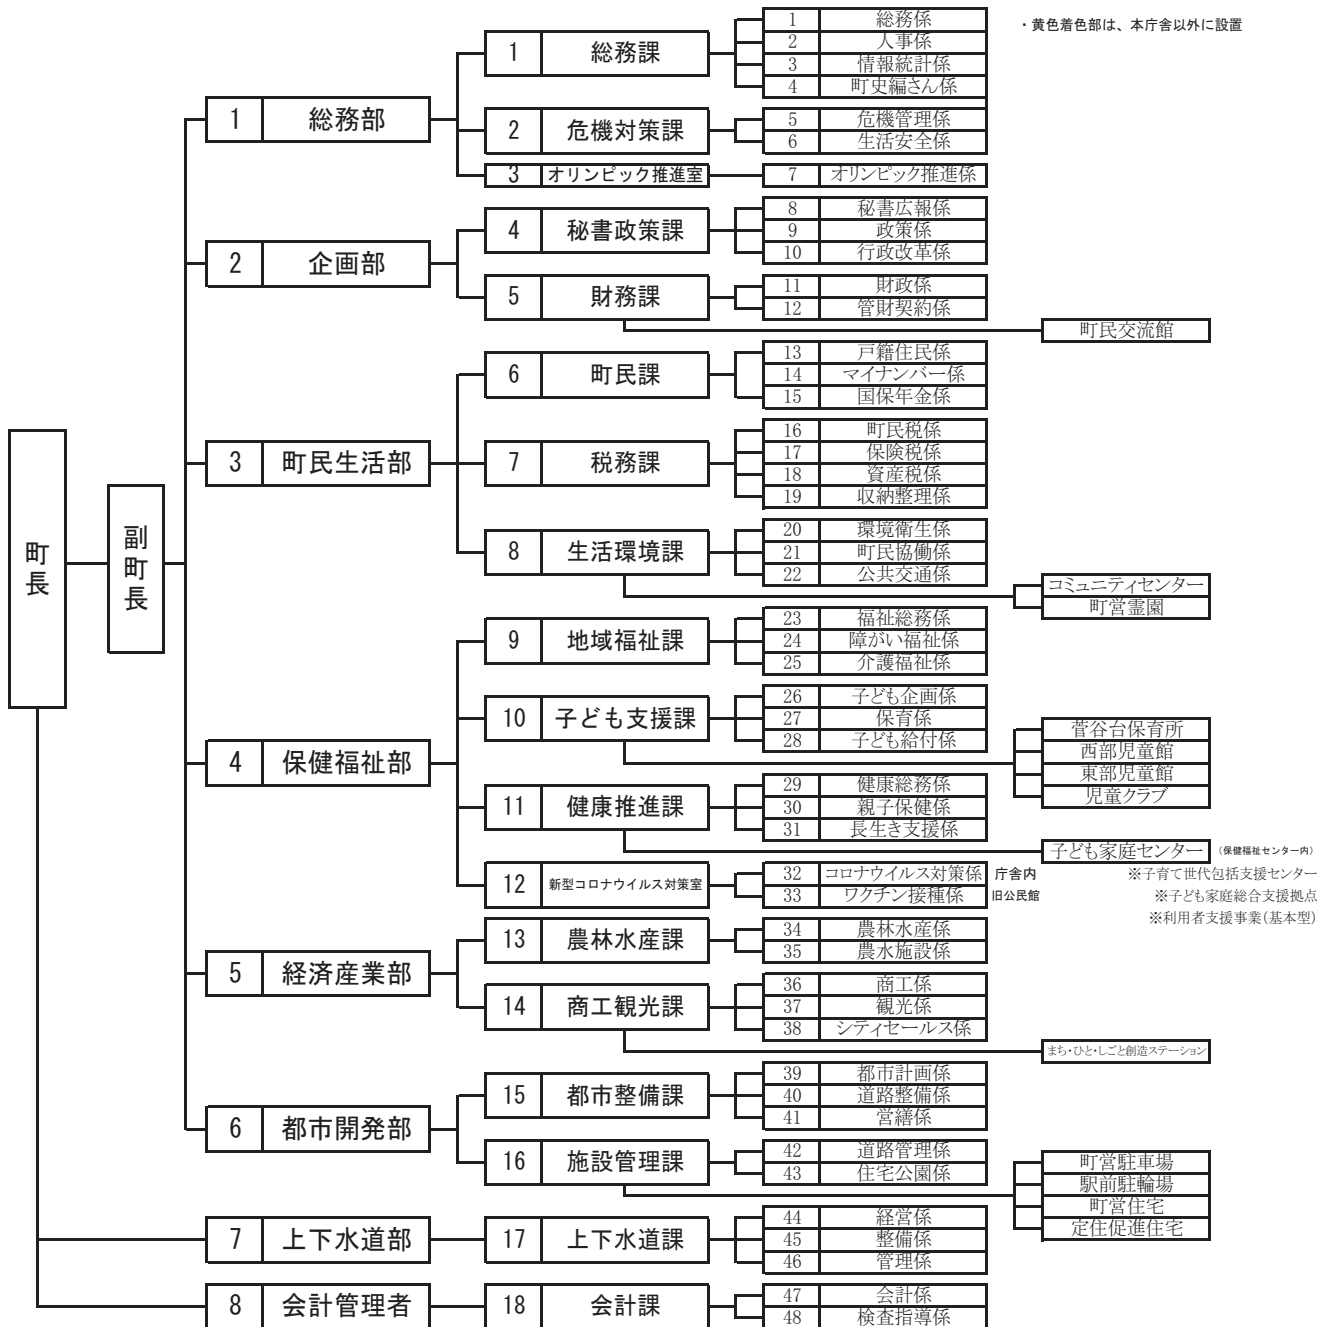 ・黄色着色部は、本庁舎以外に設置
町長
副町長
1 総務部
1 総務課
1 総務係
2 人事係
3 情報統計係
4 町史編さん係
2 危機対策課
5 危機管理係
6 生活安全係
3 オリンピック推進室
7 オリンピック推進係
2 企画部
4 秘書政策課
8 秘書広報係
9 政策係
10 行政改革係
5 財務課
11 財政係
12 管財契約係
町民交流館
3 町民生活部
6 町民課
13 戸籍住民係
14 マイナンバー係
15 国保年金係
7 税務課
16 町民税係
17 保険税係
18 資産税係
19 収納整理係
8 生活環境課
20 環境衛生係
21 町民協働係
22 公共交通係
コミュニティセンター
町営霊園
4 保健福祉部
9 地域福祉課
23 福祉総務係
24 障がい福祉係
25 介護福祉係
10 子ども支援課
26 子ども企画係
27 保育係
28 子ども給付係
菅谷台保育所
西部児童館
東部児童館
児童クラブ
11 健康推進課
29 健康総務係
30 親子保健係
31 長生き支援係
子ども家庭センター (保健福祉センター内)
※子育て世代包括支援センター
※子ども家庭総合支援拠点
※利用者支援事業(基本型)
12 新型コロナウイルス対策室
32 コロナウイルス対策係 庁舎内
33 ワクチン接種係 旧公民館
5 経済産業部
13 農林水産課
34 農林水産係
35 農水施設係
14 商工観光課
36 商工係
37 観光係
38 シティセールス係
まち・ひと・しごと創造ステーション
6 都市開発部
15 都市整備課
39 都市計画係
40 道路整備係
41 営繕係
16 施設管理課
42 道路管理係
43 住宅公園係
町営駐車場
駅前駐輪場
町営住宅
定住促進住宅
7 上下水道部
17 上下水道課
44 経営係
45 整備係
46 管理係
8 会計管理者
18 会計課
47 会計係
48 検査指導係